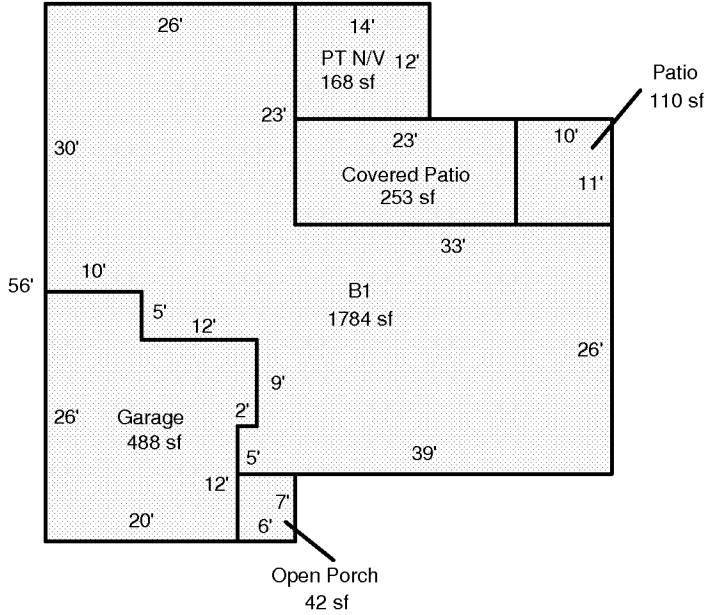 26'
14'
PT N/V
12'
168 sf
Patio
110 sf
23'
23'
10'
30'
Covered Patio
253 sf
11'
33'
10'
56'
B1
1784 sf
5'
12'
26'
9'
2'
26'
Garage
488 sf
5'
39'
12'
7'
20'
6'
Open Porch
42 sf